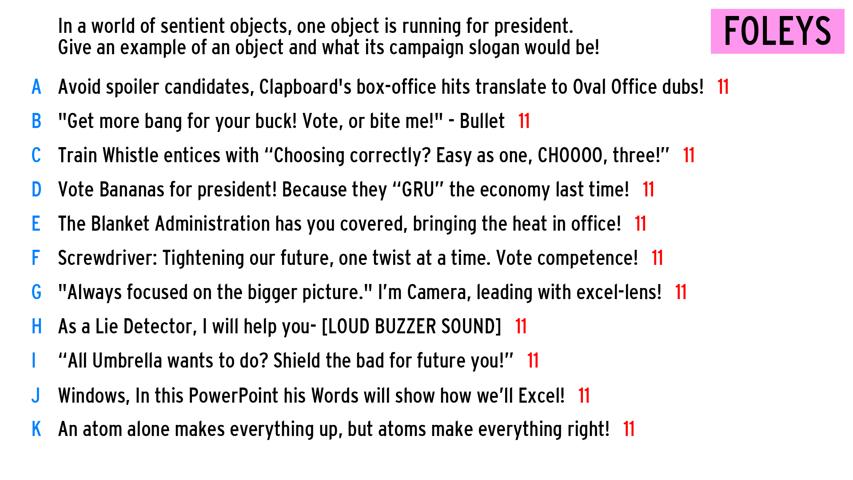 In a world of sentient objects, one object is running for president.
Give an example of an object and what its campaign slogan would be!
FOLEYS
A Avoid spoiler candidates, Clapboard's box-office hits translate to Oval Office dubs! 11
B "Get more bang for your buck! Vote, or bite me!" - Bullet 11
C Train Whistle entices with “Choosing correctly? Easy as one, CHOOOO, three!” 11
D Vote Bananas for president! Because they “GRU” the economy last time! 11
E The Blanket Administration has you covered, bringing the heat in office! 11
F Screwdriver: Tightening our future, one twist at a time. Vote competence! 11
G "Always focused on the bigger picture." I’m Camera, leading with excel-lens! 11
H As a Lie Detector, I will help you- [LOUD BUZZER SOUND] 11
I “All Umbrella wants to do? Shield the bad for future you!” 11
J Windows, In this PowerPoint his Words will show how we’ll Excel! 11
K An atom alone makes everything up, but atoms make everything right! 11